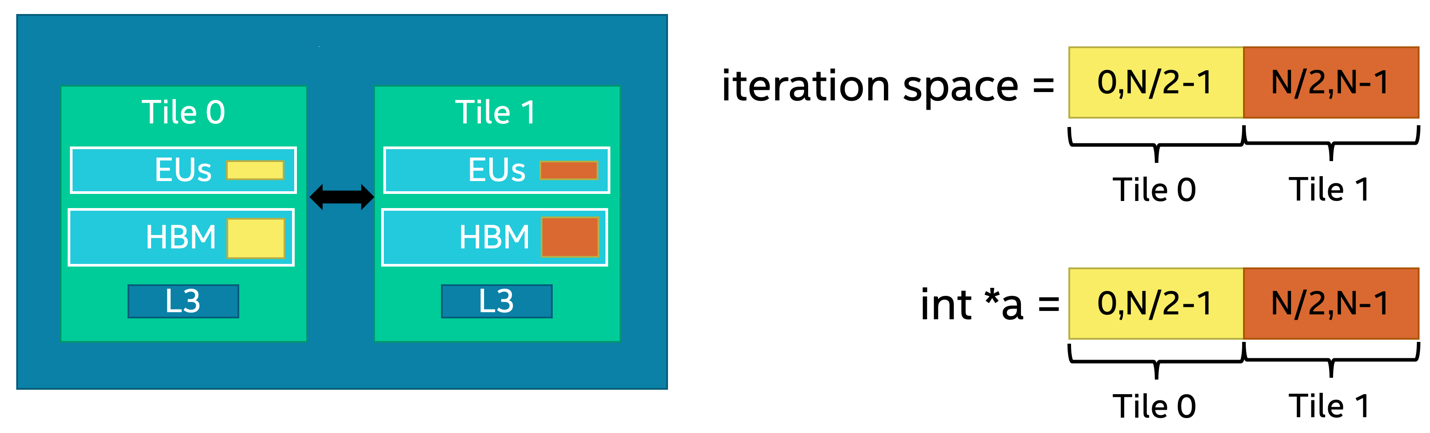 Tile 0
EUs
HBM
L3
Tile 1
EUs
HBM
L3
iteration space =
0,N/2-1
N/2,N-1
Tile 0
Tile 1
int *a =
0,N/2-1
N/2,N-1
Tile 0
Tile 1